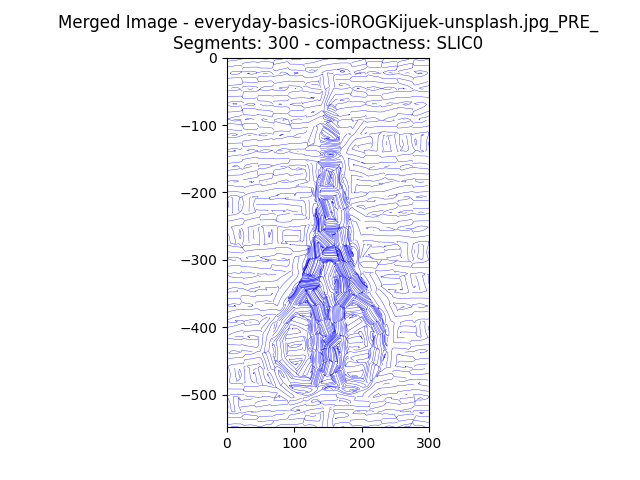 Merged Image - everyday-basics-i0ROGKijuek-unsplash.jpg_PRE_
Segments: 300 - compactness: SLIC0
0
−100
−200
−300
−400
−500
0 100 200 300